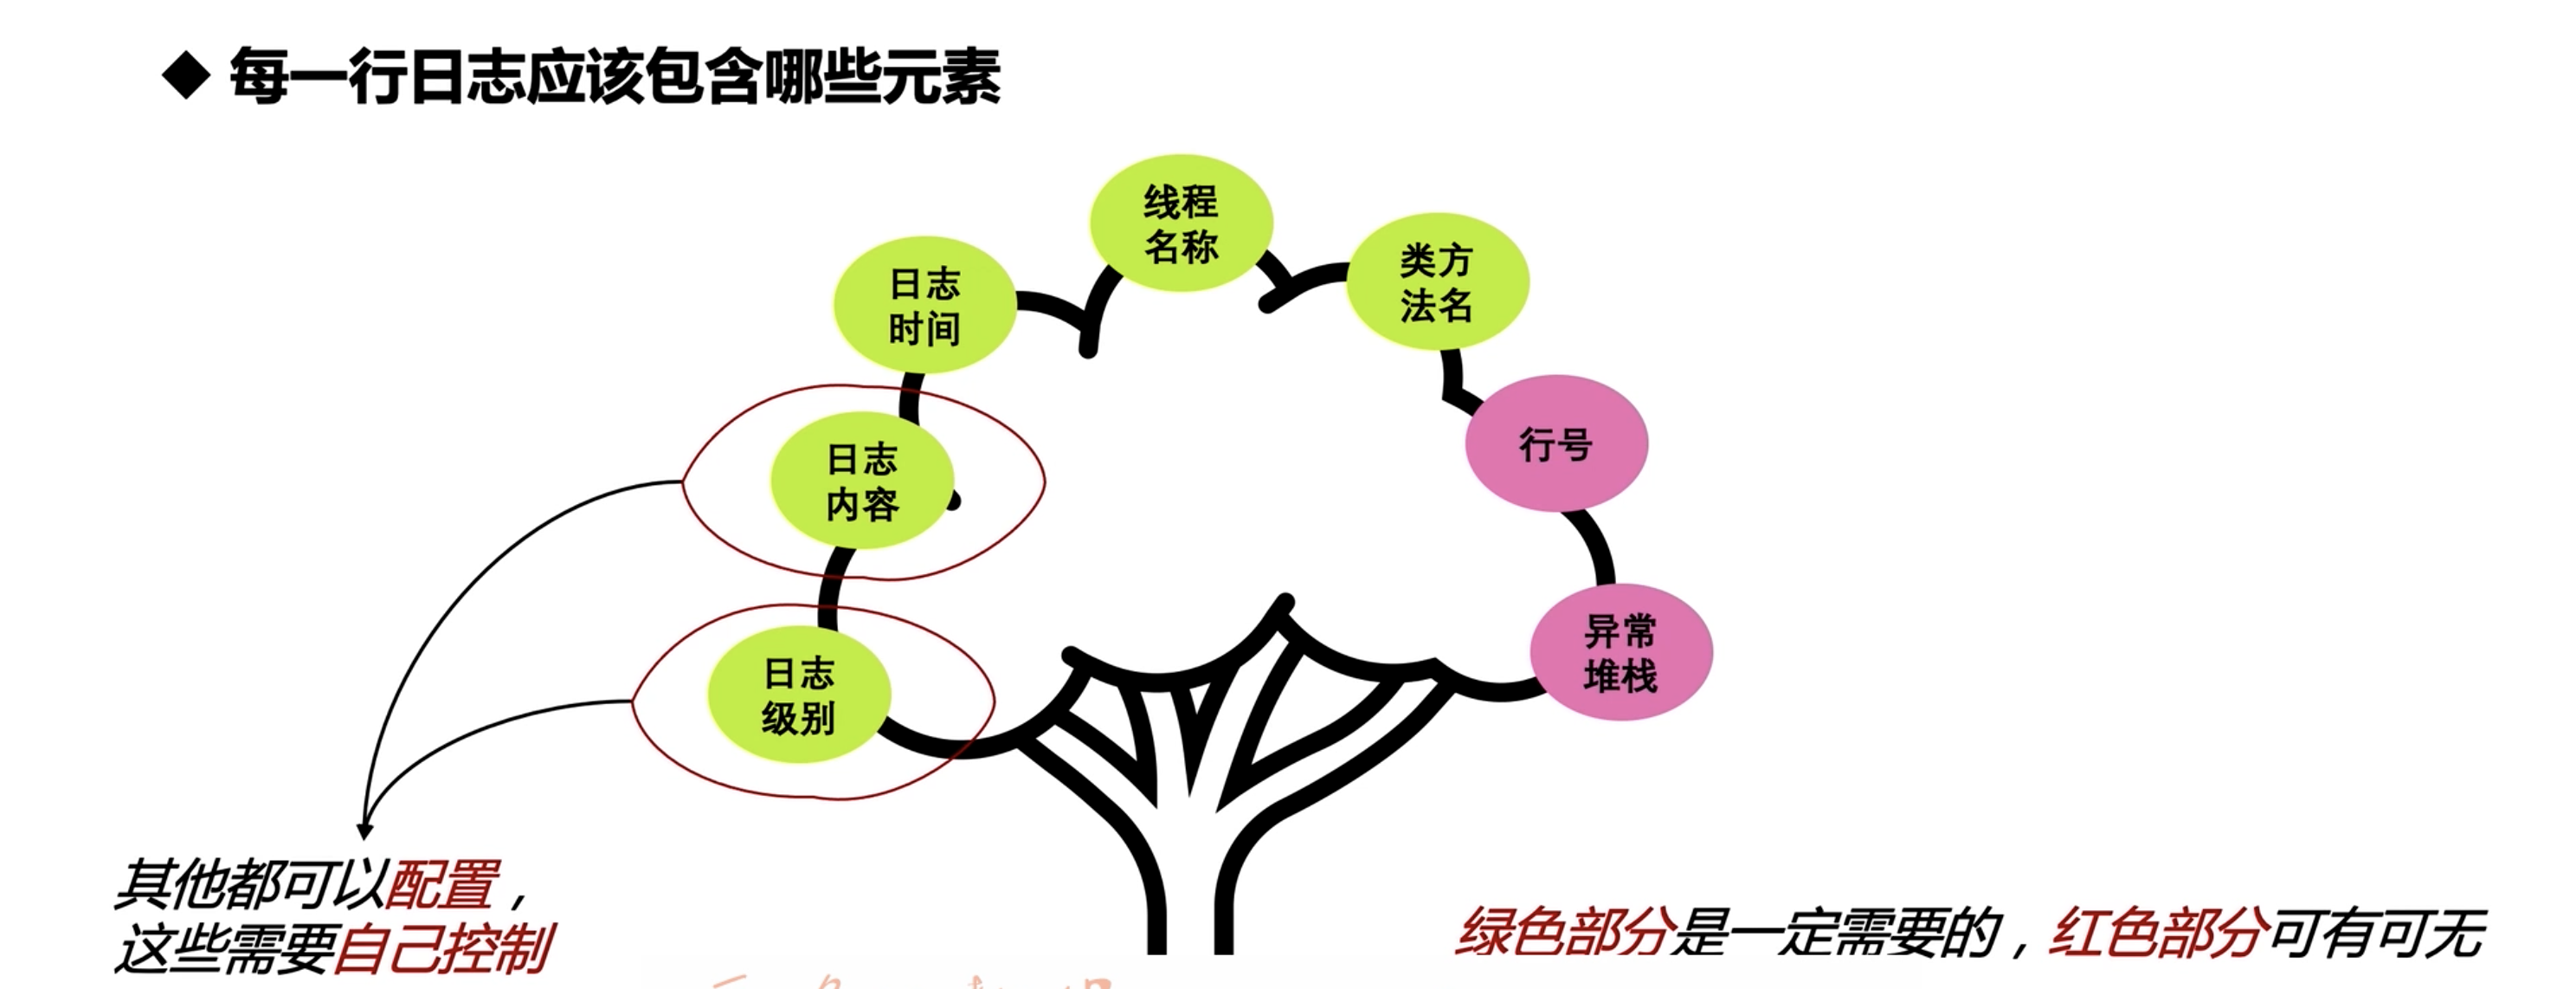 ◆ 每一行日志应该包含哪些元素
线程
名称
类方
法名
日志
时间
行号
日志
内容
异常
堆栈
日志
级别
其他都可以配置，
这些需要自己控制
绿色部分是一定需要的，红色部分可有可无